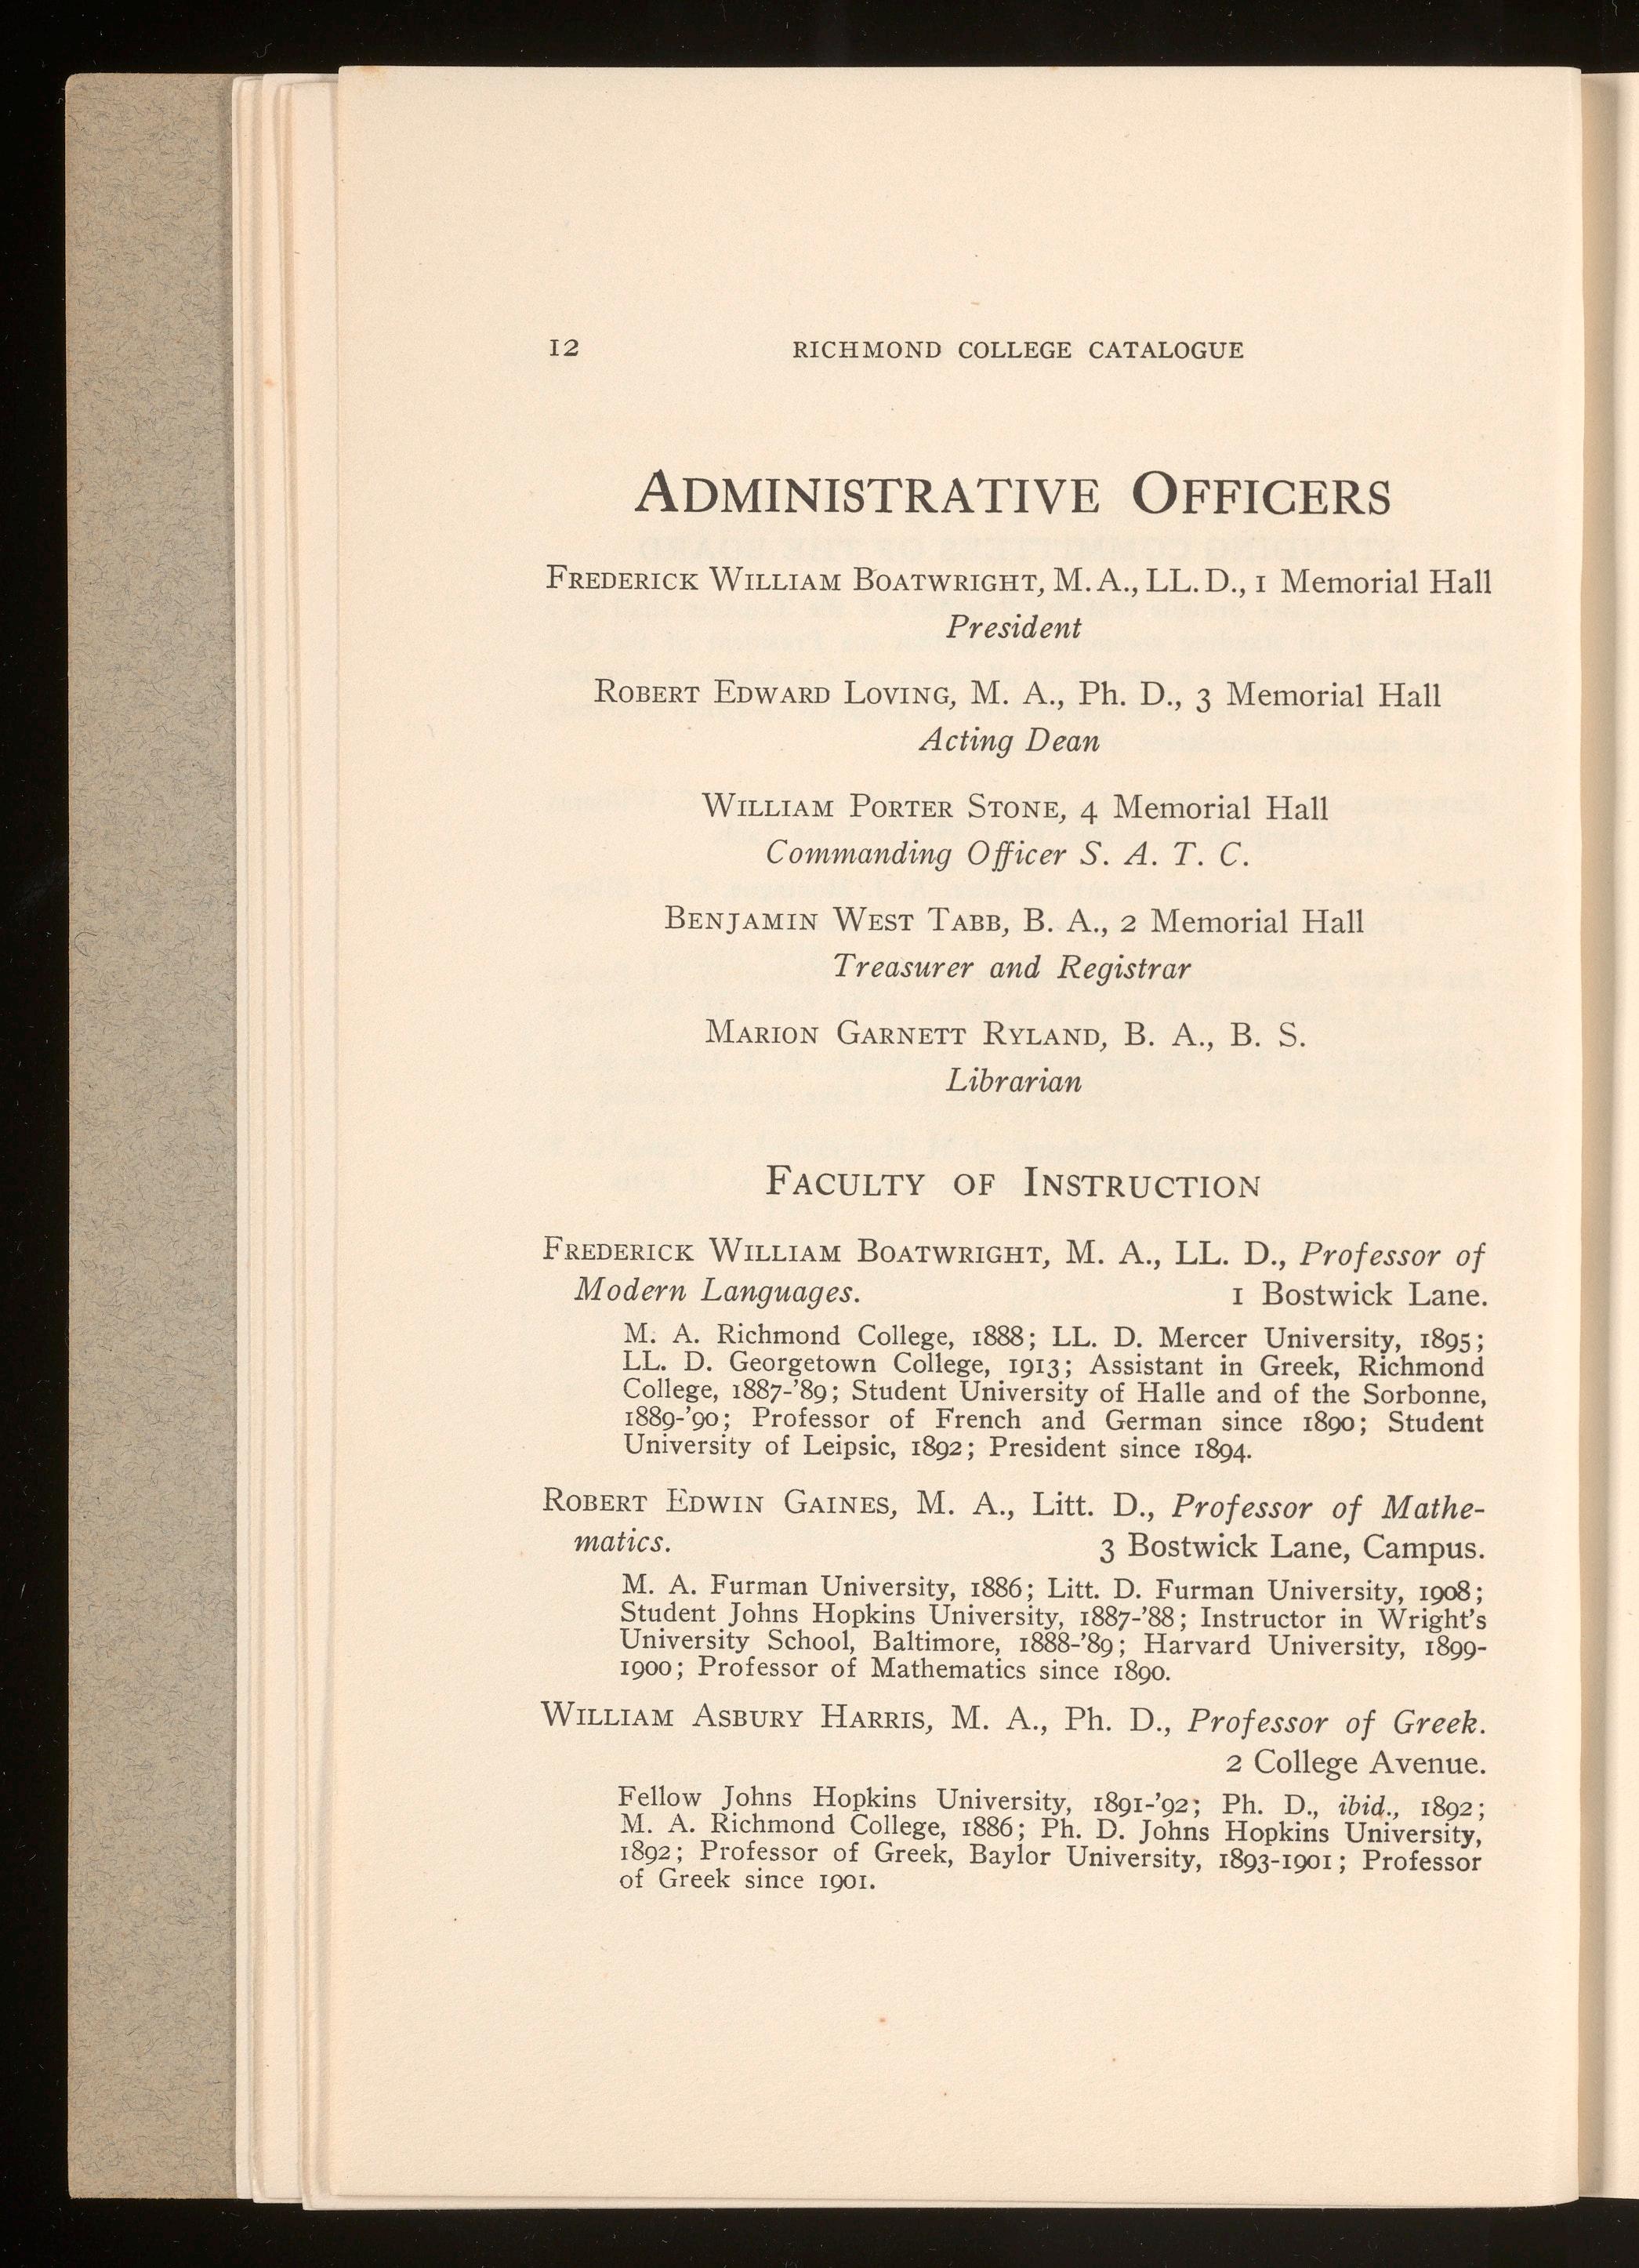 12 RICHMOND COLLEGE CATALOGUE
ADMINISTRATIVE OFFICERS
FREDERICK WILLIAM BOATWRIGHT, M. A., LL. D., 1 Memorial Hall
President
ROBERT EDWARD LOVING, M. A., Ph. D., 3 Memorial Hall
Acting Dean
WILLIAM PORTER STONE, 4 Memorial Hall
Commanding Officer S. A. T. C.
BENJAMIN WEST TABB, B. A., 2 Memorial Hall
Treasurer and Registrar
MARION GARNETT RYLAND, B. A., B. S.
Librarian
FACULTY OF INSTRUCTION
FREDERICK WILLIAM BOATWRIGHT, M. A., LL. D., Professor of
Modern Languages. 1 Bostwick Lane.
M. A. Richmond College, 1888; LL. D. Mercer University, 1895;
LL. D. Georgetown College, 1913; Assistant in Greek, Richmond
College, 1887-'89; Student University of Halle and of the Sorbonne,
1889-'90; Professor of French and German since 1890; Student
University of Leipsic, 1892; President since 1894.
ROBERT EDWIN GAINES, M. A., Litt. D., Professor of Mathe-
matics. 3 Bostwick Lane, Campus.
M. A. Furman University, 1886; Litt. D. Furman University, 1908;
Student Johns Hopkins University, 1887-'88; Instructor in Wright's
University School, Baltimore, 1888-'89; Harvard University, 1899-
1900; Professor of Mathematics since 1890.
WILLIAM ASBURY HARRIS, M. A., Ph. D., Professor of Greek.
2 College Avenue.
Fellow Johns Hopkins University, 1891-'92; Ph. D., ibid., 1892;
M. A. Richmond College, 1886; Ph. D. Johns Hopkins University,
1892; Professor of Greek, Baylor University, 1893-1901; Professor
of Greek since 1901.